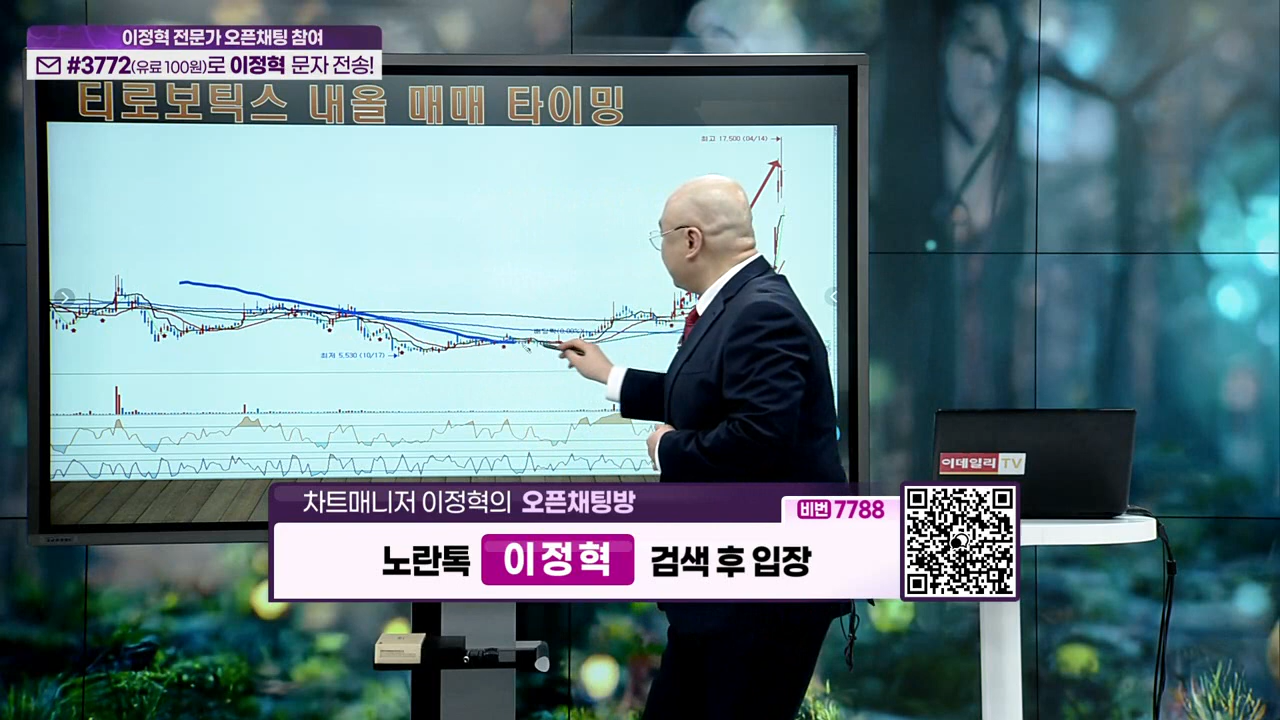 이정혁 전문가 오픈채팅 참여
#3772(유료 100원)로 이정혁 문자 전송!
티로보틱스 내올 매매 타이밍
최고 17,500 (04/14)
최저 5,530 (10/17)
이데일리 TV
차트매니저 이정혁의 오픈채팅방
비번 7788
노란톡 이정혁 검색 후 입장